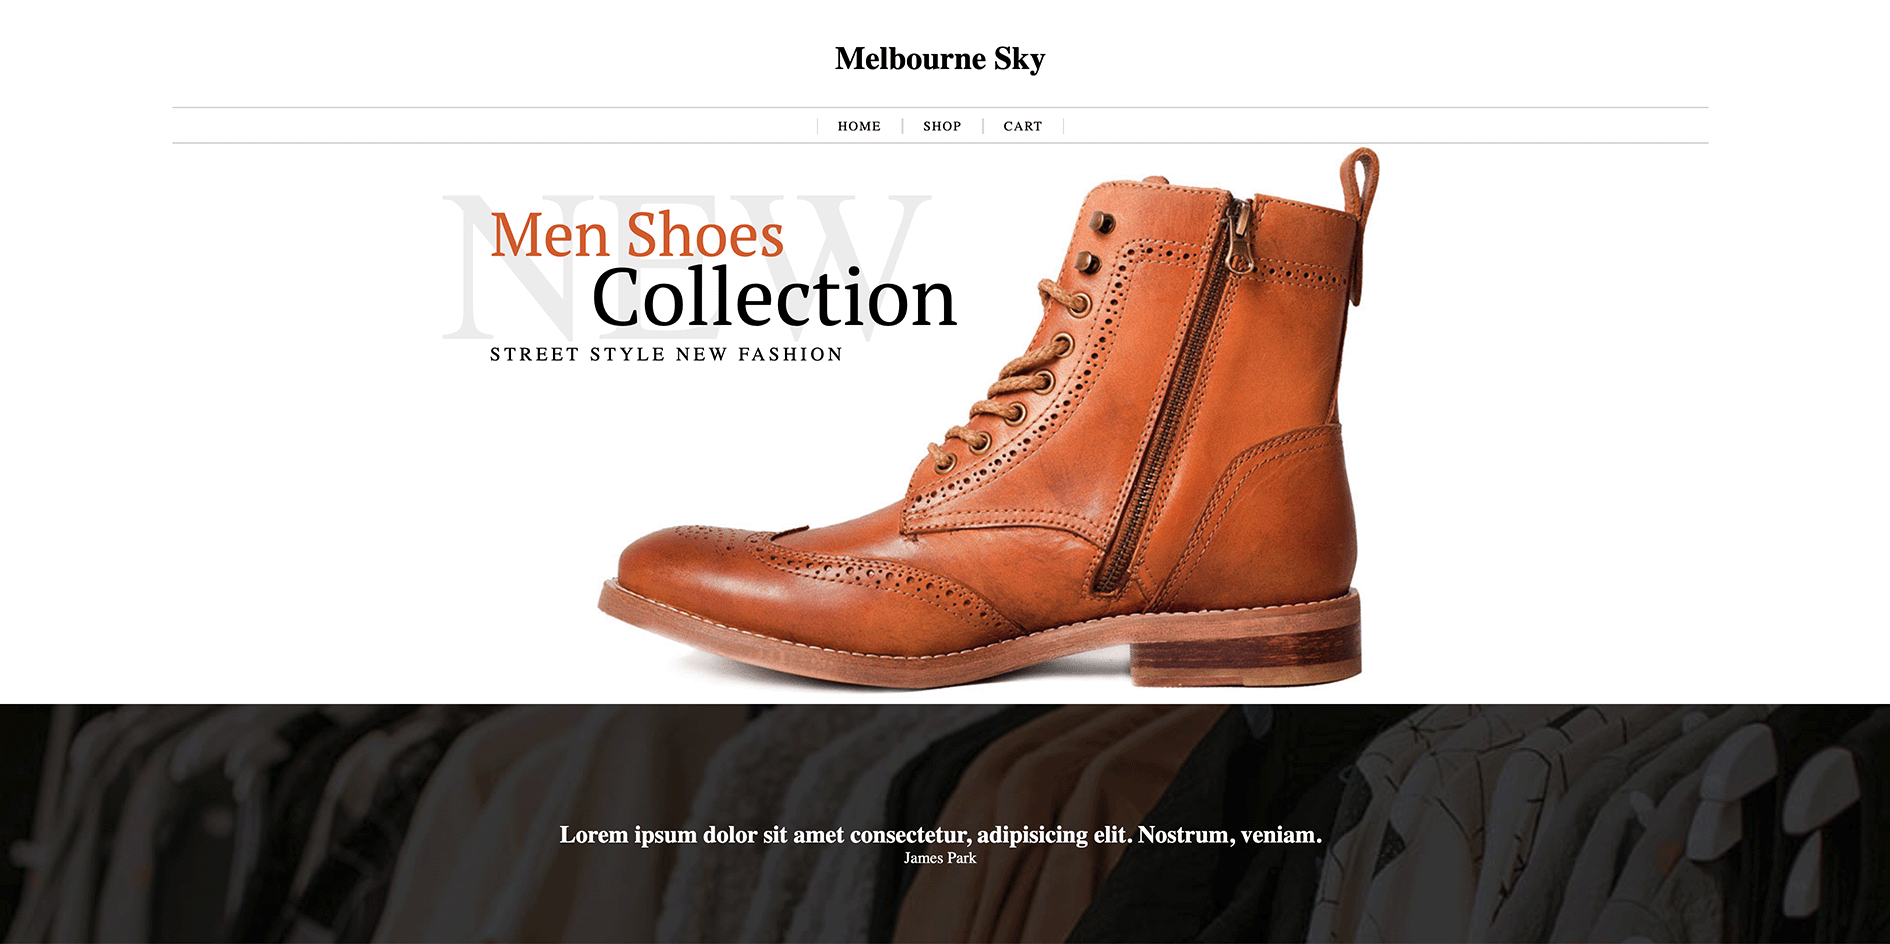 Melbourne Sky
HOME SHOP CART
NEW
Men Shoes
Collection
STREET STYLE NEW FASHION
Lorem ipsum dolor sit amet consectetur, adipisicing elit. Nostrum, veniam.
James Park